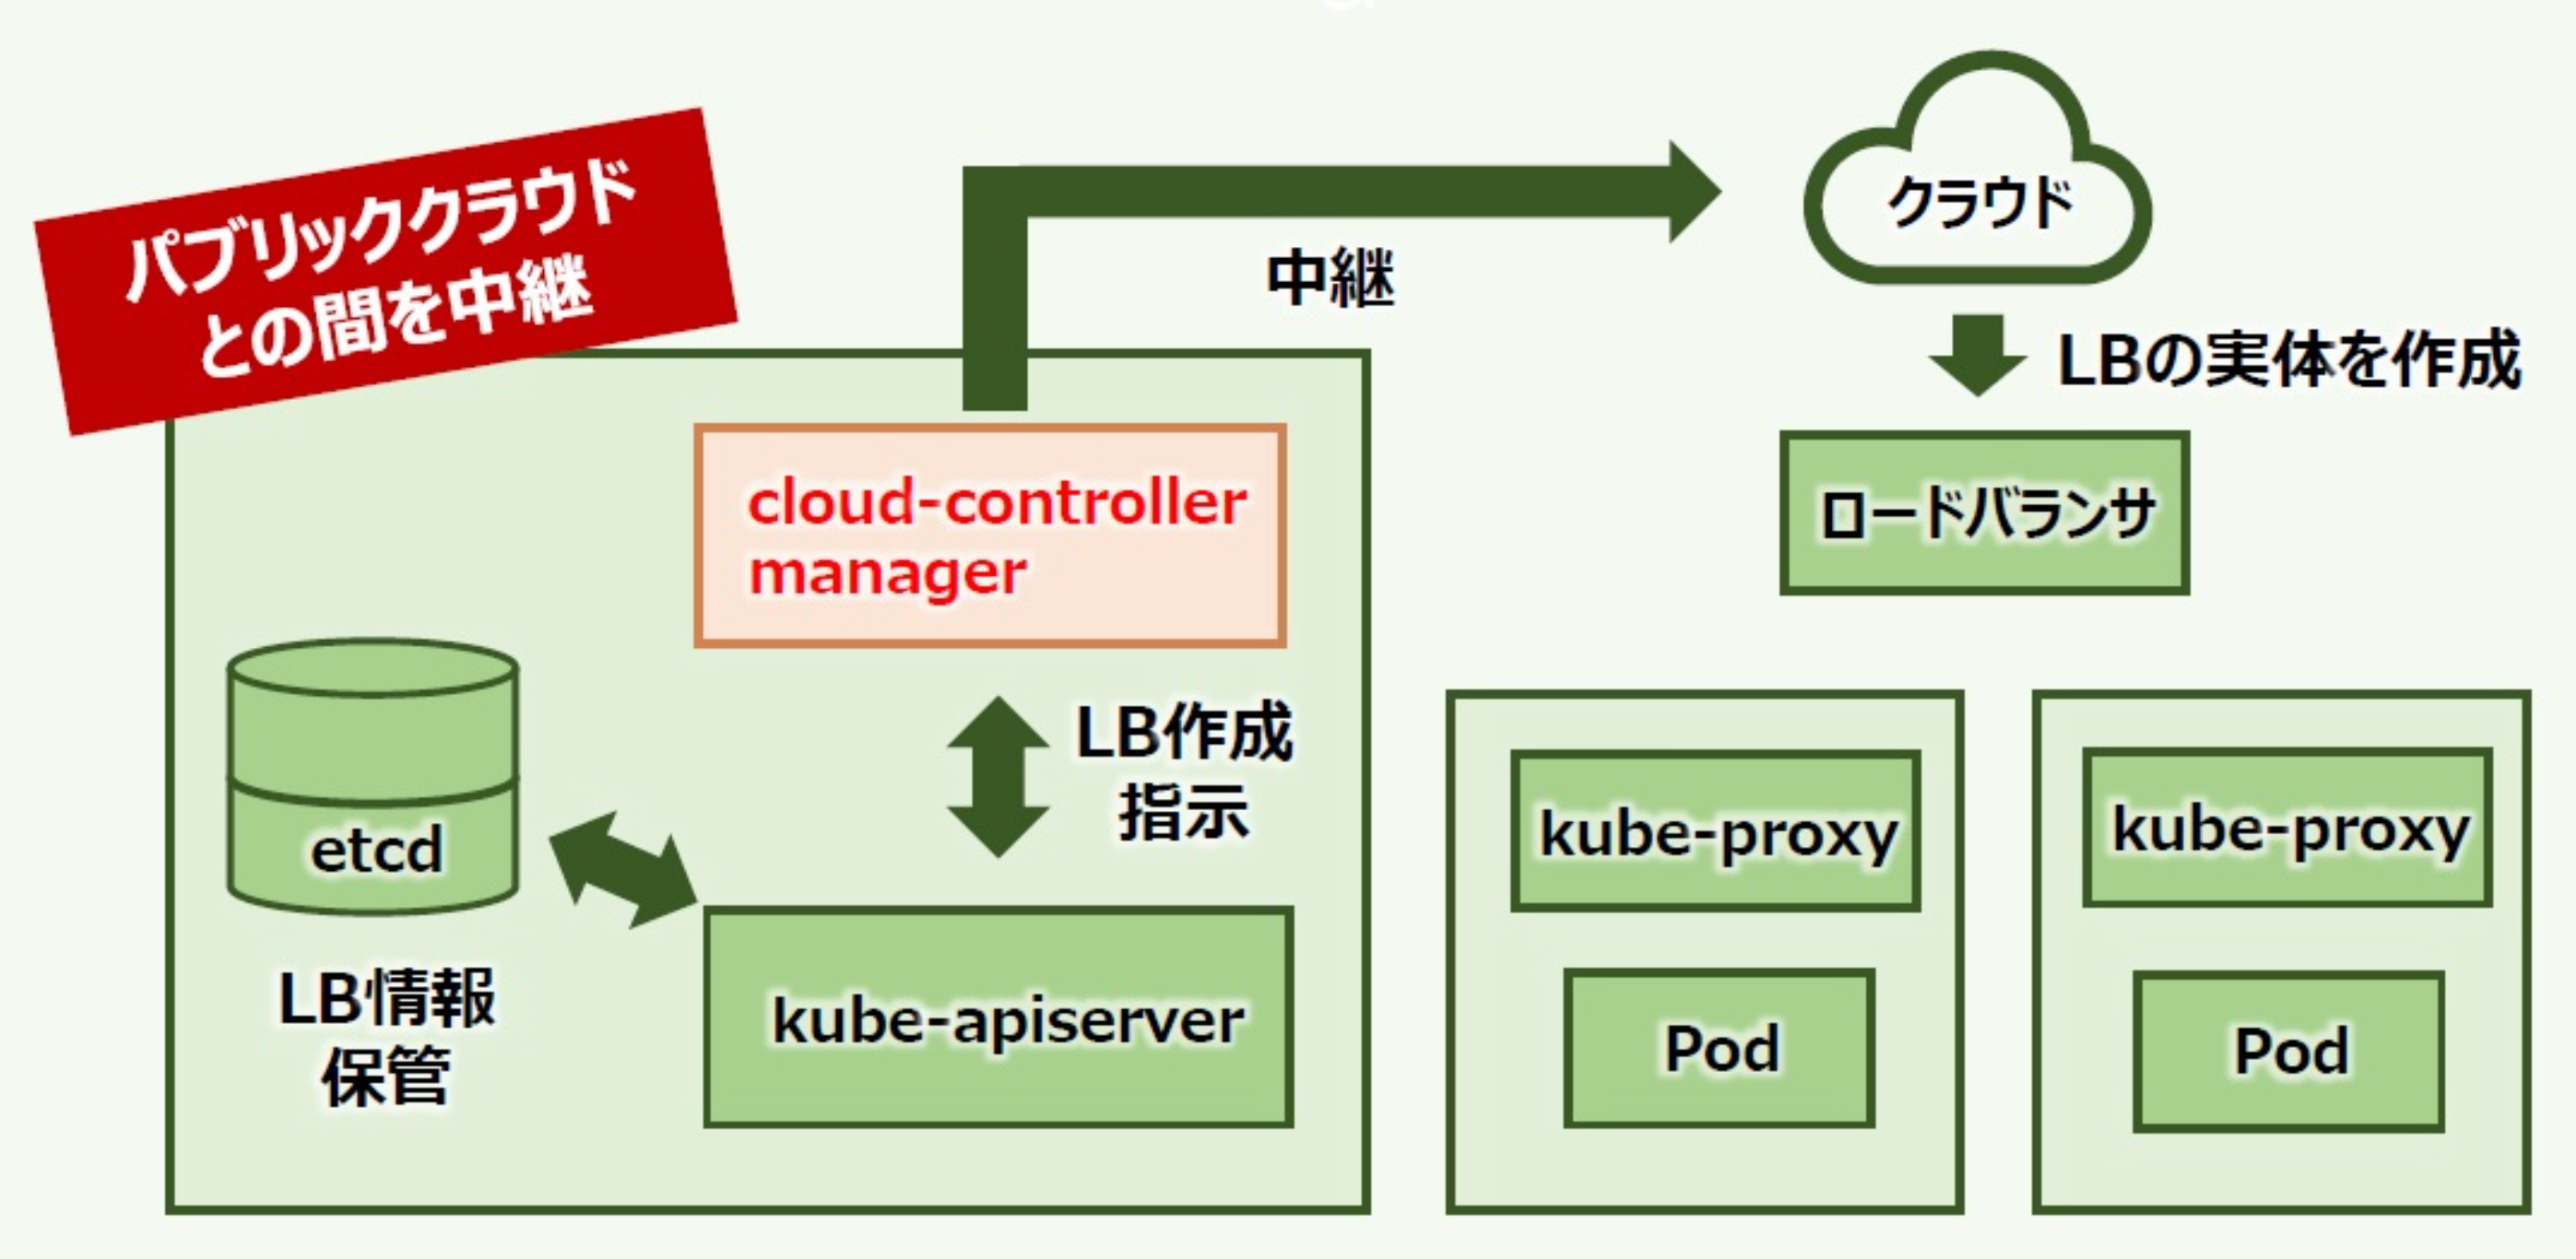 パブリッククラウド
との間を中継
中継
クラウド
LBの実体を作成
ロードバランサ
cloud-controller
manager
LB作成
指示
etcd
LB情報
保管
kube-apiserver
kube-proxy
Pod
kube-proxy
Pod